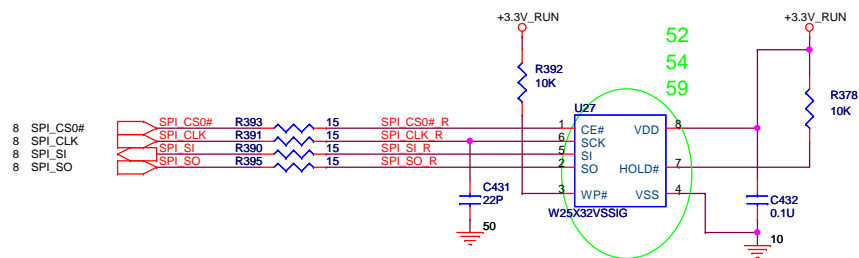 +3.3V_RUN
+3.3V_RUN
52
54
59
R392
10K
R378
10K
U27
8 SPI_CS0# SPI_CS0# R393 15 SPI_CS0#_R 1 CE# VDD 8
8 SPI_CLK SPI_CLK R391 15 SPI_CLK_R 6 SCK
8 SPI_SI SPI_SI R390 15 SPI_SI_R 5 SI
8 SPI_SO SPI_SO R395 15 SPI_SO_R 2 SO HOLD# 7
3 WP# VSS 4
C431
22P
C432
0.1U
W25X32VSSIG
50
10